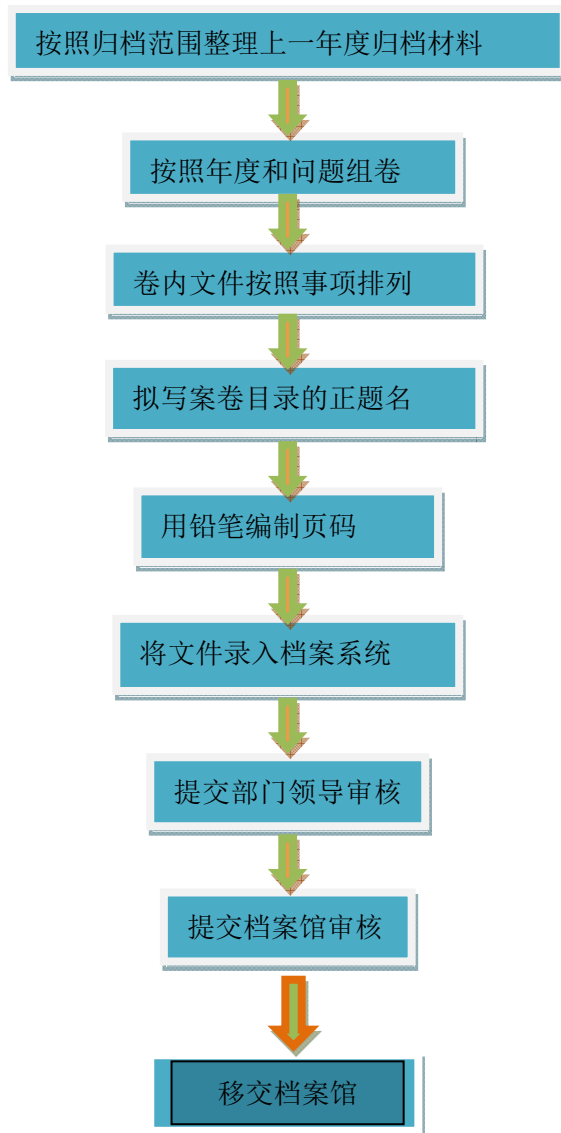 按照归档范围整理上一年度归档材料
按照年度和问题组卷
卷内文件按照事项排列
拟写案卷目录的正题名
用铅笔编制页码
将文件录入档案系统
提交部门领导审核
提交档案馆审核
移交档案馆